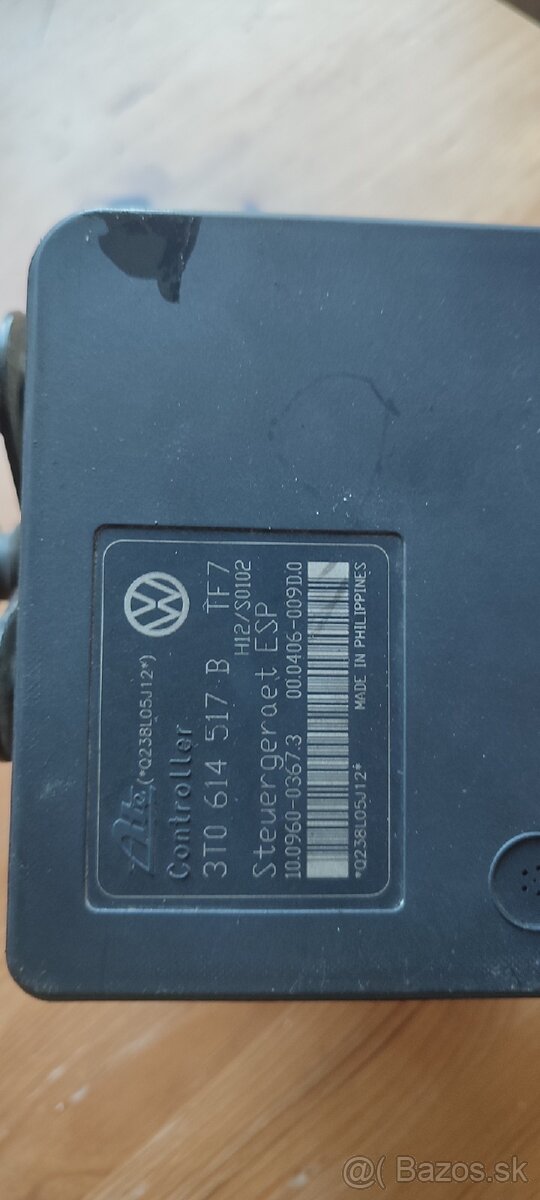 Ate (*Q238L05J12*)
Controller
3T0 614 517 B TF7
H12/S0102
Steuergeraet ESP
10.0960-0367.3 00.0406-009D.0
*Q238L05J12* MADE IN PHILIPPINES
@( Bazos.sk